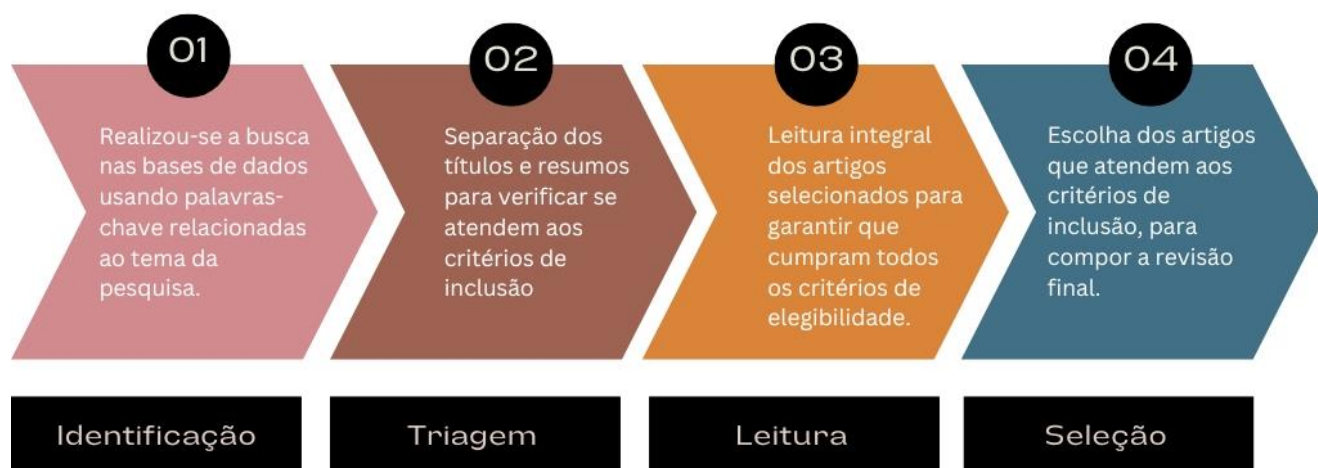 01
Realizou-se a busca
nas bases de dados
usando palavras-
chave relacionadas
ao tema da
pesquisa.
Identificação
02
Separação dos
títulos e resumos
para verificar se
atendem aos
critérios de
inclusão
Triagem
03
Leitura integral
dos artigos
selecionados para
garantir que
cumpram todos
os critérios de
elegibilidade.
Leitura
04
Escolha dos artigos
que atendem aos
critérios de
inclusão, para
compor a revisão
final.
Seleção